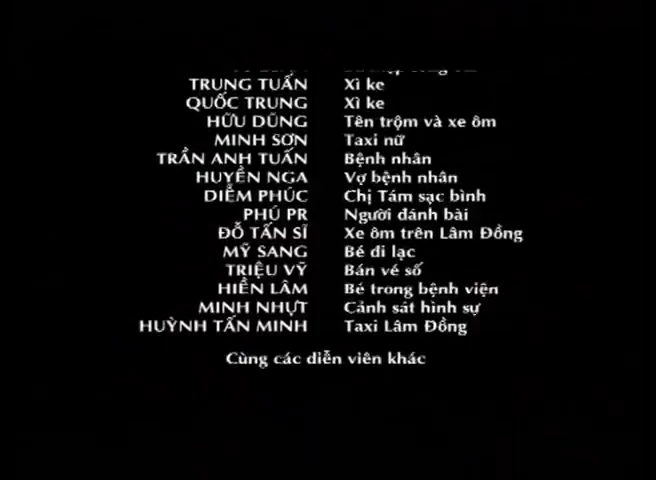 TRUNG TUẤN Xì ke
QUỐC TRUNG Xì ke
HỮU DŨNG Tên trộm và xe ôm
MINH SƠN Taxi nữ
TRẦN ANH TUẤN Bệnh nhân
HUYỀN NGA Vợ bệnh nhân
DIỄM PHÚC Chị Tám sạc bình
PHÚ PR Người đánh bài
ĐỖ TẤN SĨ Xe ôm trên Lâm Đồng
MỸ SANG Bé đi lạc
TRIỆU VỸ Bán vé số
HIỀN LÂM Bé trong bệnh viện
MINH NHỰT Cảnh sát hình sự
HUỲNH TẤN MINH Taxi Lâm Đồng
Cùng các diễn viên khác